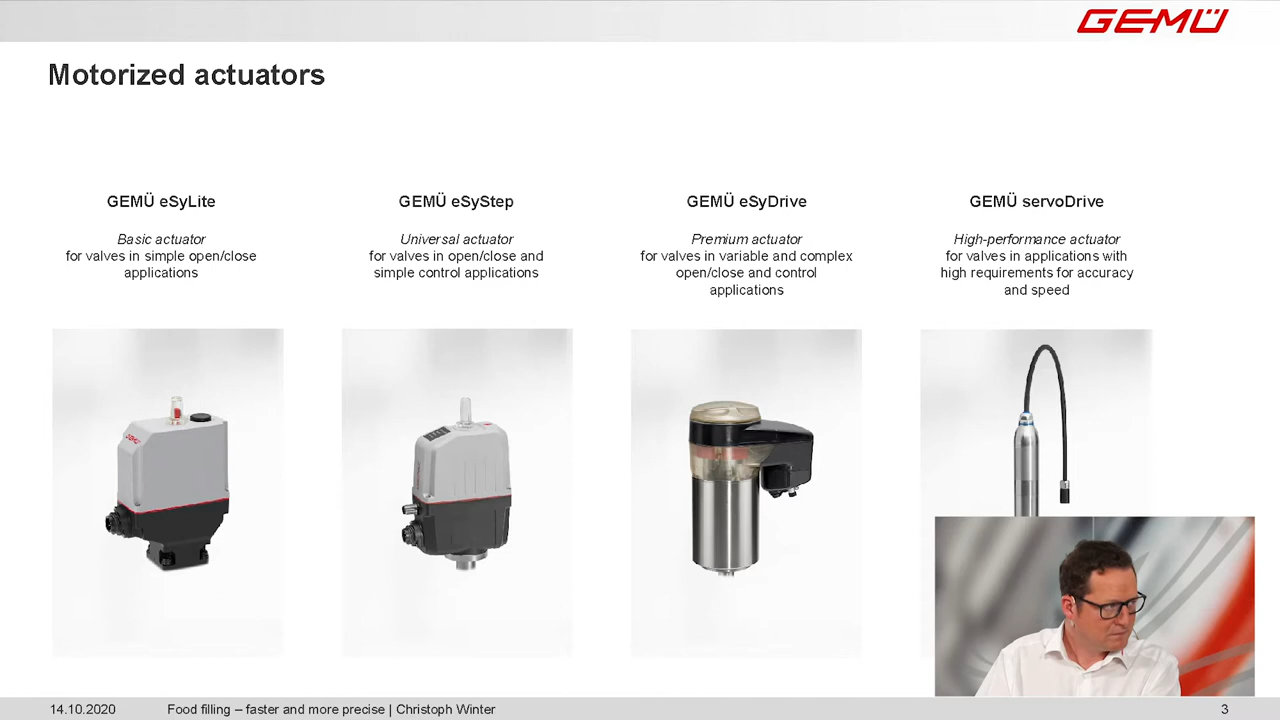 GEMÜ
Motorized actuators
GEMÜ eSyLite
Basic actuator
for valves in simple open/close
applications
GEMÜ eSyStep
Universal actuator
for valves in open/close and
simple control applications
GEMÜ eSyDrive
Premium actuator
for valves in variable and complex
open/close and control
applications
GEMÜ servoDrive
High-performance actuator
for valves in applications with
high requirements for accuracy
and speed
GEMÜ
14.10.2020
Food filling – faster and more precise | Christoph Winter
3